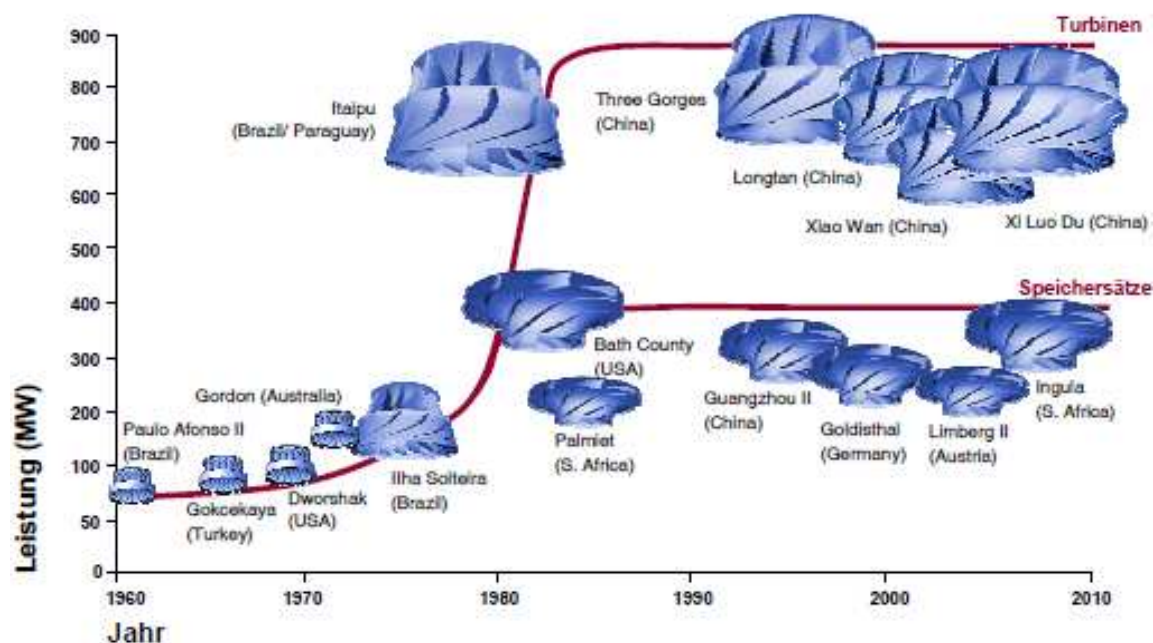 900
800
700
600
500
400
300
200
100
50
0
Leistung (MW)
Turbinen
Itaipu
(Brazil/ Paraguay)
Three Gorges
(China)
Longtan (China)
Xiao Wan (China)
Xi Luo Du (China)
Speichersätze
Bath County
(USA)
Gordon (Australia)
Paulo Afonso II
(Brazil)
Gokcekaya
(Turkey)
Dworshak
(USA)
Ilha Solteira
(Brazil)
Palmiet
(S. Africa)
Guangzhou II
(China)
Goldisthal
(Germany)
Limberg II
(Austria)
Ingula
(S. Africa)
1960
1970
1980
1990
2000
2010
Jahr